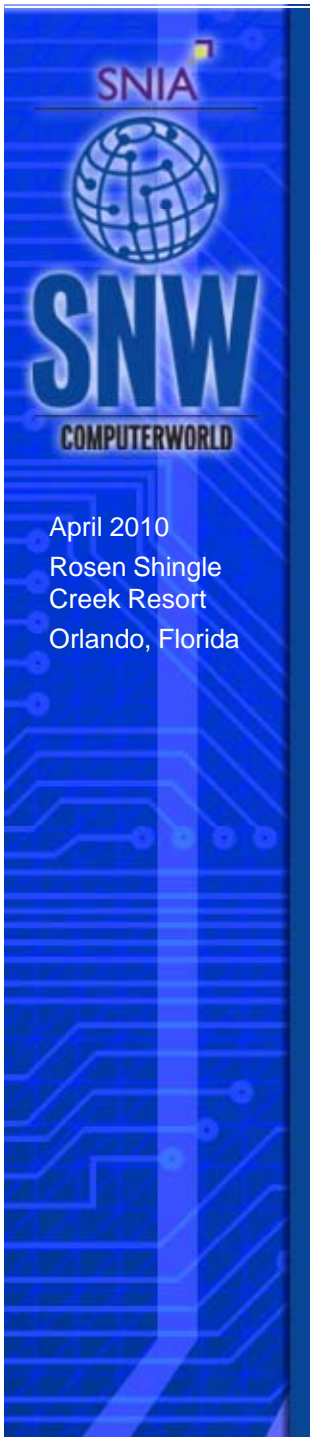 SNIA
SNW
COMPUTERWORLD
April 2010
Rosen Shingle
Creek Resort
Orlando, Florida